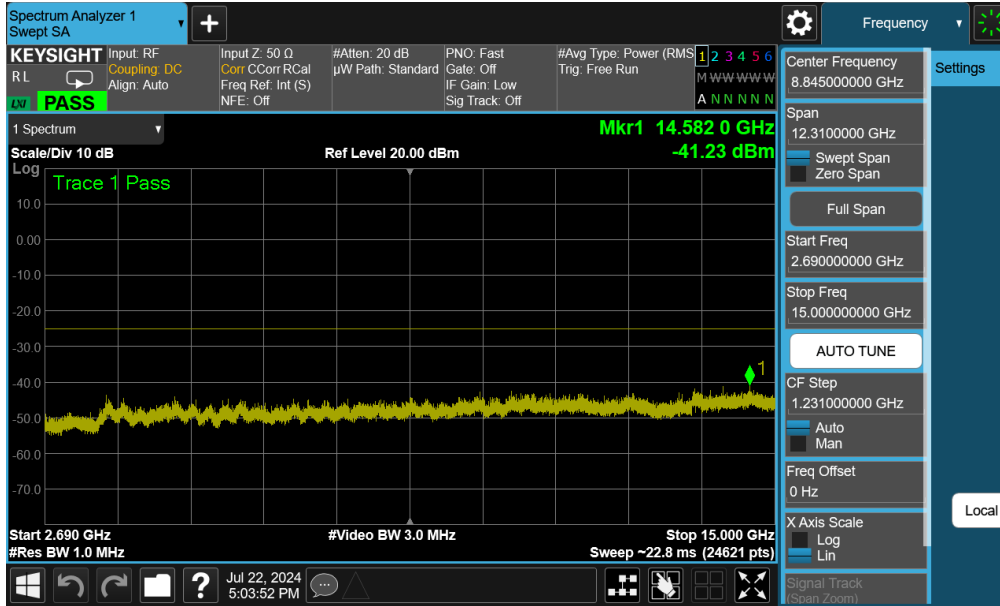 Spectrum Analyzer 1
Swept SA
Frequency
KEYSIGHT
RL
LXI
PASS
Input: RF
Coupling: DC
Align: Auto
Input Z: 50 Ω
Corr CCorr RCal
Freq Ref: Int (S)
NFE: Off
#Atten: 20 dB
µW Path: Standard
PNO: Fast
Gate: Off
IF Gain: Low
Sig Track: Off
#Avg Type: Power (RMS
Trig: Free Run
1 2 3 4 5 6
M W W W W W
A N N N N N
1 Spectrum
Mkr1 14.582 0 GHz
-41.23 dBm
Scale/Div 10 dB
Ref Level 20.00 dBm
Log
Trace 1 Pass
10.0
0.00
-10.0
-20.0
-30.0
-40.0
-50.0
-60.0
-70.0
1
Start 2.690 GHz
#Video BW 3.0 MHz
Stop 15.000 GHz
#Res BW 1.0 MHz
Sweep ~22.8 ms (24621 pts)
Jul 22, 2024
5:03:52 PM
Center Frequency
8.845000000 GHz
Span
12.3100000 GHz
Swept Span
Zero Span
Full Span
Start Freq
2.690000000 GHz
Stop Freq
15.000000000 GHz
AUTO TUNE
CF Step
1.231000000 GHz
Auto
Man
Freq Offset
0 Hz
X Axis Scale
Log
Lin
Signal Track
(Span Zoom)
Settings
Local